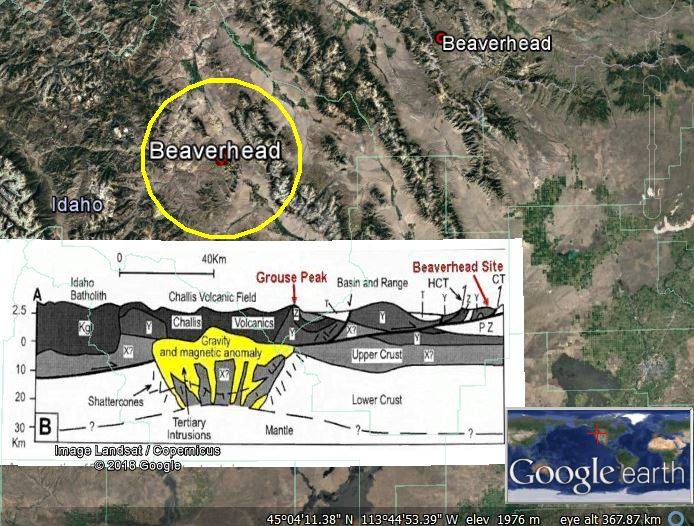 Beaverhead
Beaverhead
Idaho
0 40Km
Grouse Peak
Beaverhead Site
Idaho
Batholith
Challis Volcanic Field
Basin and Range
HCT
CT
A
2.5
T
T
Z
Y
Z
Kgi
Y
Challis
Volcanics
Y
X?
Y
Y
P Z
0
X?
Gravity
and magnetic anomaly
Upper Crust
X?
10
X?
Shattercones
Lower Crust
20
B
30
Km
?
Tertiary
Intrusions
Mantle
?
?
Image Landsat / Copernicus
© 2018 Google
Google earth
45°04'11.38" N 113°44'53.39" W elev 1976 m eye alt 367.87 km